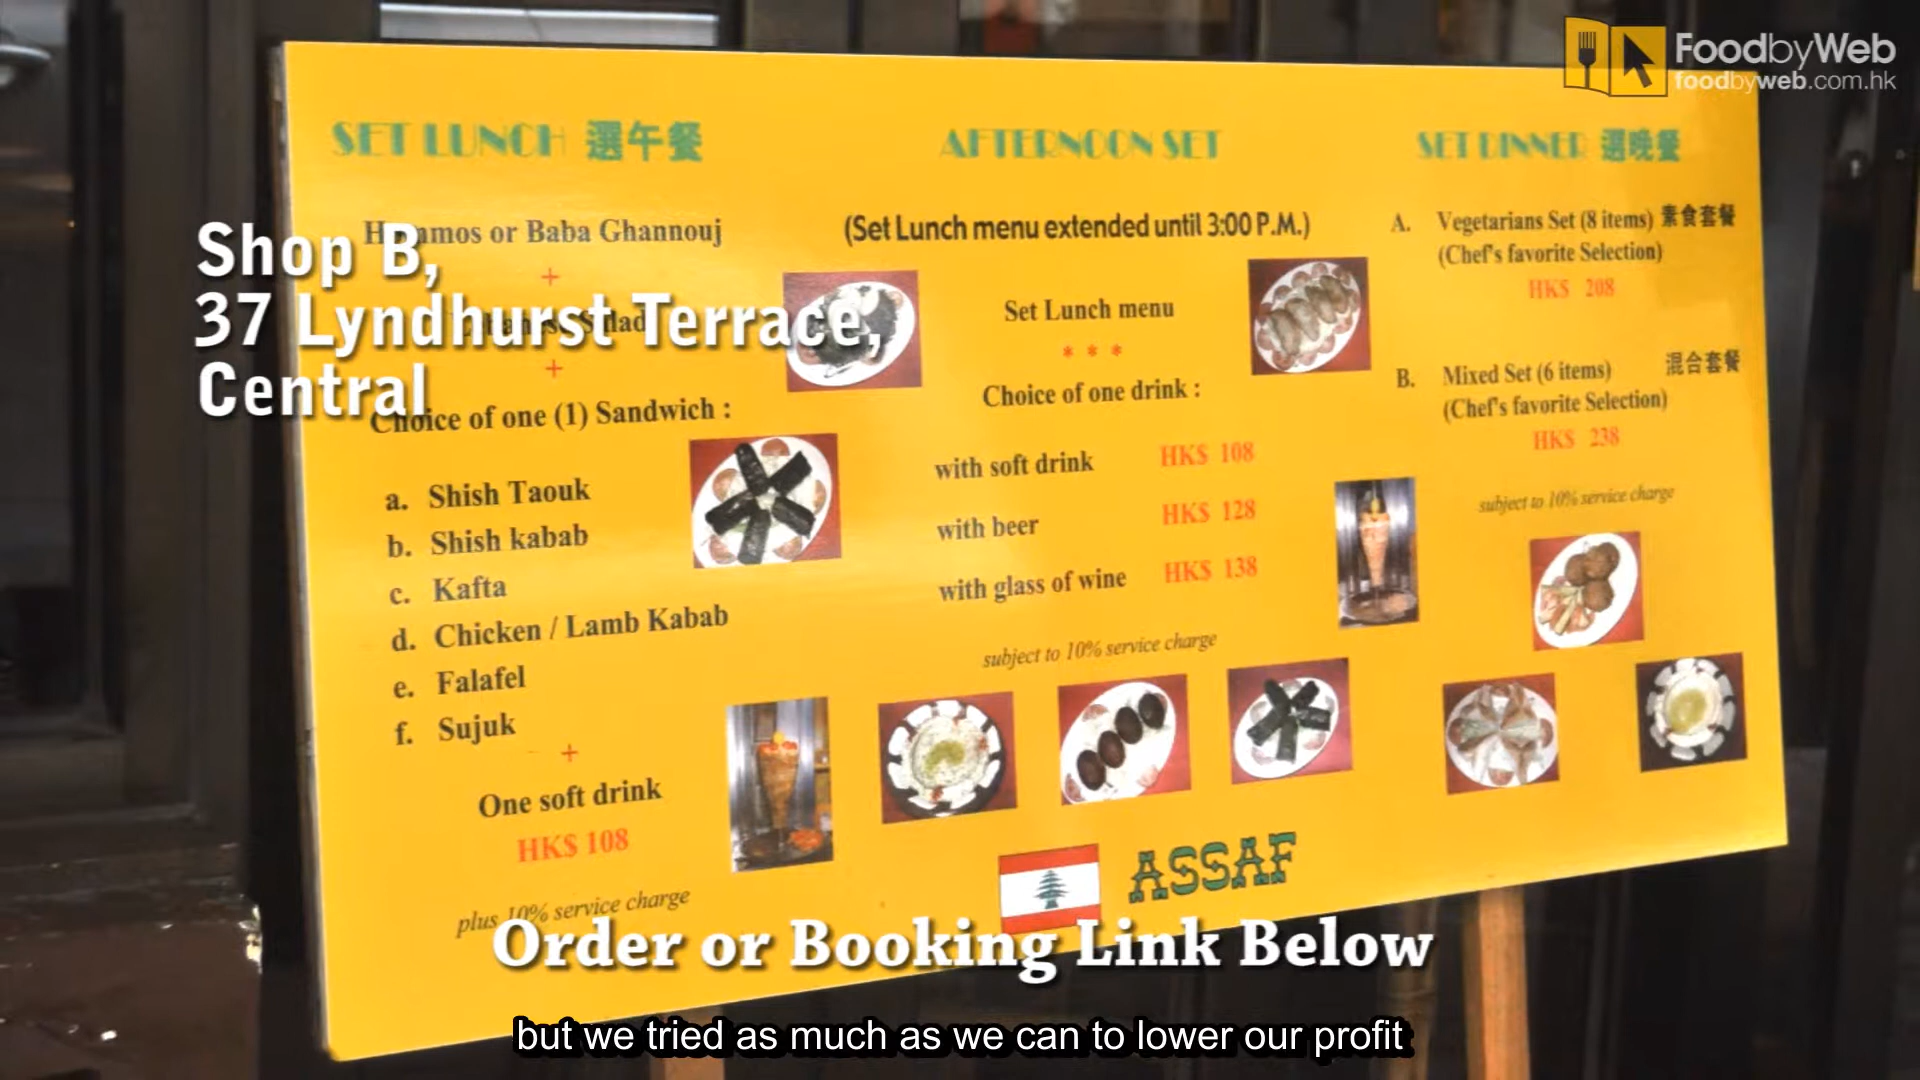 FoodbyWeb
foodbyweb.com.hk
SET LUNCH 選午餐
Hommos or Baba Ghannouj
+
Salad
+
Choice of one (1) Sandwich :
a. Shish Taouk
b. Shish kabab
c. Kafta
d. Chicken / Lamb Kabab
e. Falafel
f. Sujuk
+
One soft drink
HK$ 108
plus 10% service charge
AFTERNOON SET
(Set Lunch menu extended until 3:00 P.M.)
Set Lunch menu
* * *
Choice of one drink :
with soft drink HK$ 108
with beer HK$ 128
with glass of wine HK$ 138
subject to 10% service charge
ASSAF
SET DINNER 選晚餐
A. Vegetarians Set (8 items) 素食套餐
(Chef's favorite Selection)
HK$ 208
B. Mixed Set (6 items) 混合套餐
(Chef's favorite Selection)
HK$ 238
subject to 10% service charge
Shop B,
37 Lyndhurst Terrace,
Central
Order or Booking Link Below
but we tried as much as we can to lower our profit